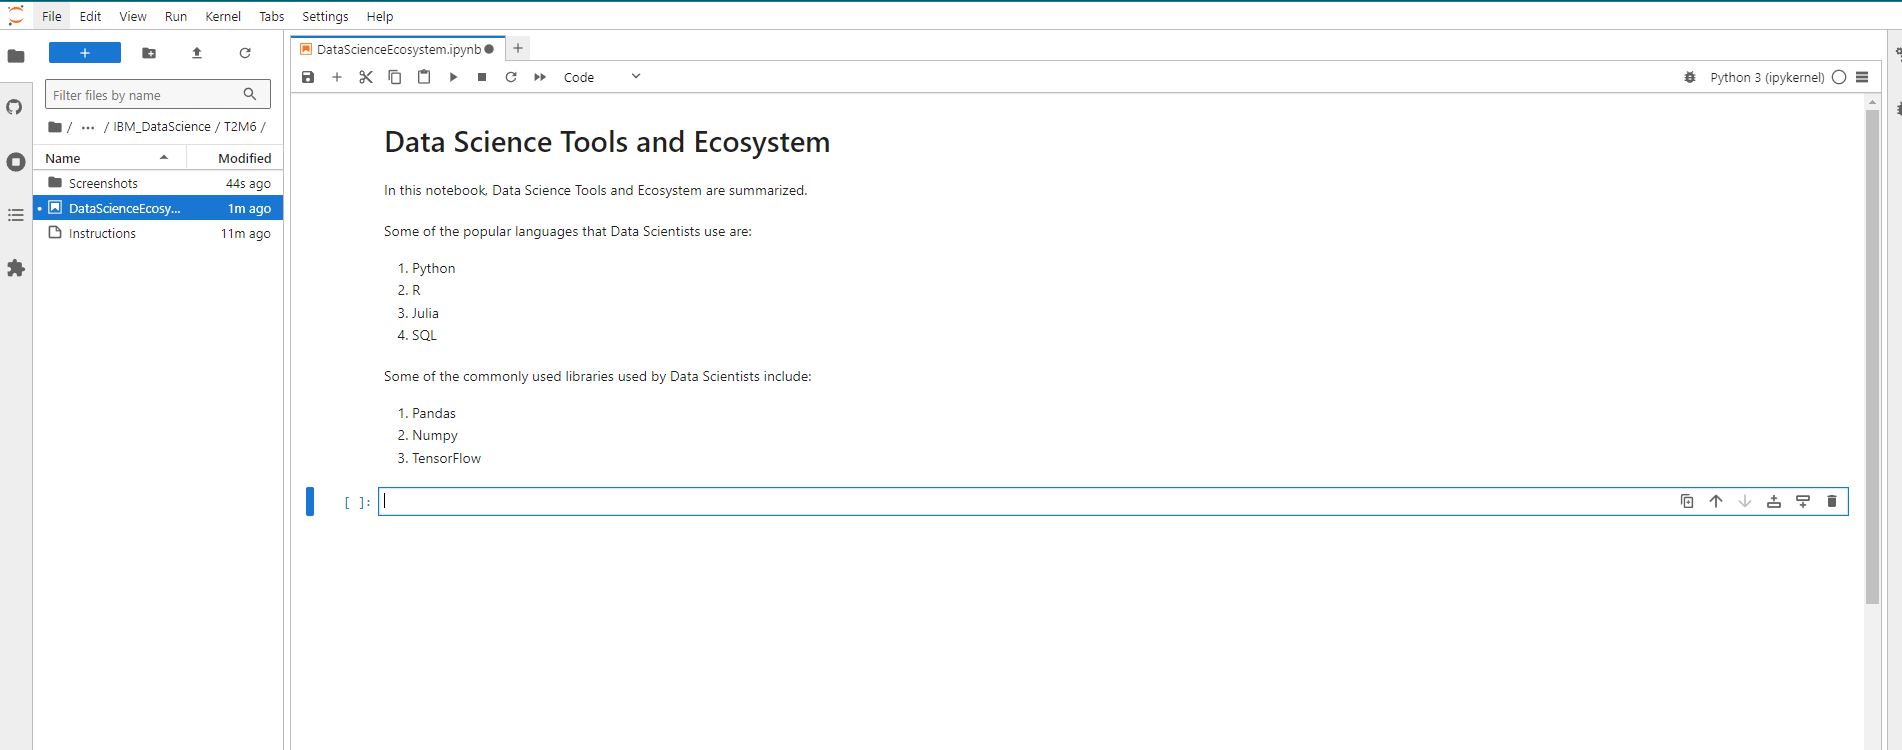 File Edit View Run Kernel Tabs Settings Help
DataScienceEcosystem.ipynb
Code
Python 3 (ipykernel)
Filter files by name
/ ... / IBM_DataScience / T2M6 /
Name Modified
Screenshots 44s ago
DataScienceEcosy... 1m ago
Instructions 11m ago
Data Science Tools and Ecosystem
In this notebook, Data Science Tools and Ecosystem are summarized.
Some of the popular languages that Data Scientists use are:
1. Python
2. R
3. Julia
4. SQL
Some of the commonly used libraries used by Data Scientists include:
1. Pandas
2. Numpy
3. TensorFlow
[ ]: